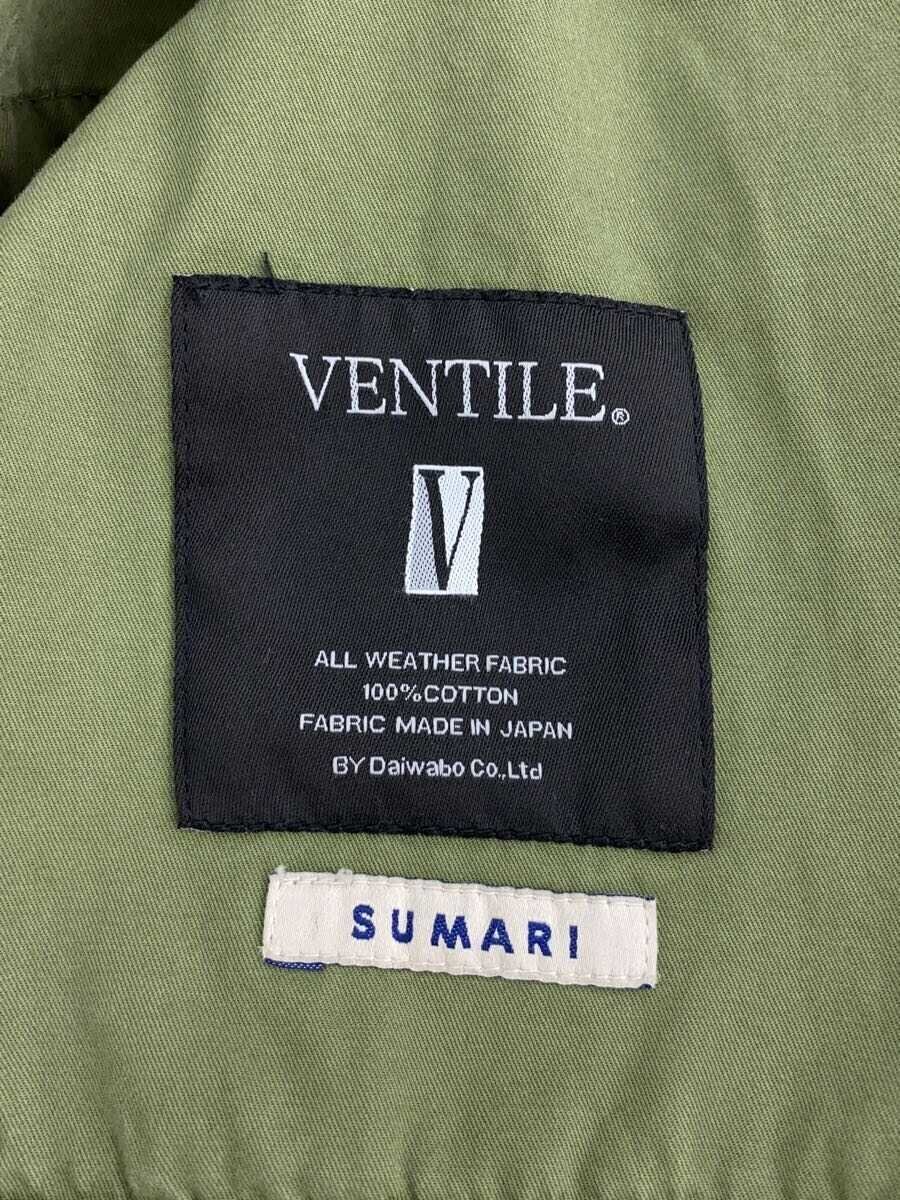 VENTILE®
V
ALL WEATHER FABRIC
100%COTTON
FABRIC MADE IN JAPAN
BY Daiwabo Co.,Ltd
SUMARI